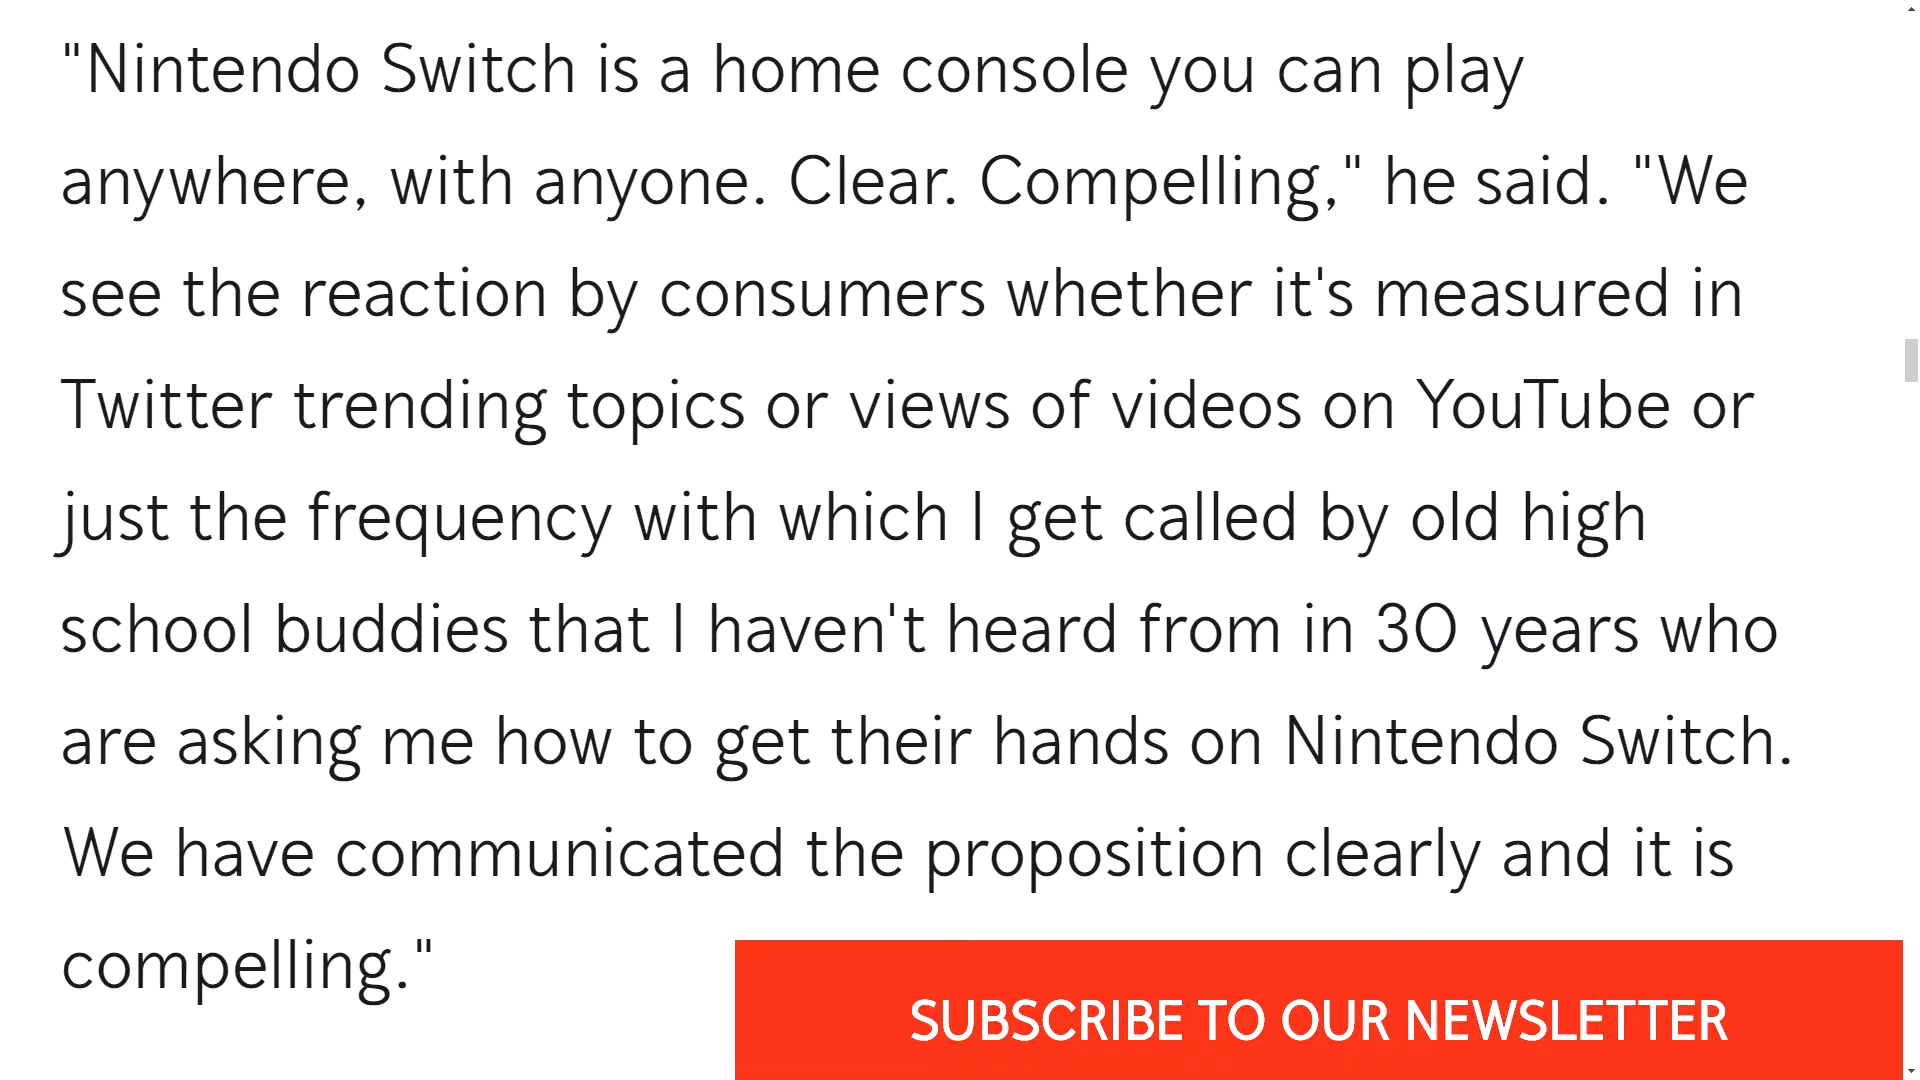 "Nintendo Switch is a home console you can play
anywhere, with anyone. Clear. Compelling," he said. "We
see the reaction by consumers whether it's measured in
Twitter trending topics or views of videos on YouTube or
just the frequency with which I get called by old high
school buddies that I haven't heard from in 30 years who
are asking me how to get their hands on Nintendo Switch.
We have communicated the proposition clearly and it is
compelling."
SUBSCRIBE TO OUR NEWSLETTER